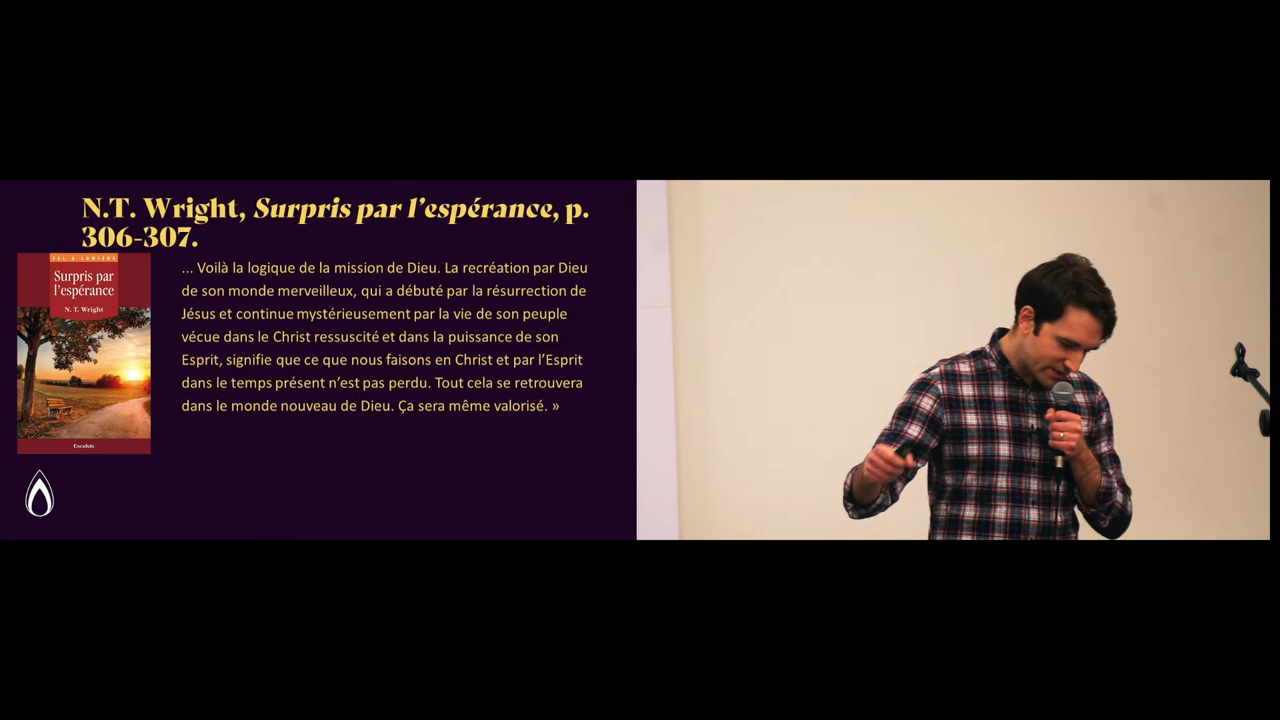 N.T. Wright, Surpris par l'espérance, p.
306-307.
SEL & LUMIÈRE
Surpris par
l'espérance
N. T. Wright
Excelsis
... Voilà la logique de la mission de Dieu. La recréation par Dieu
de son monde merveilleux, qui a débuté par la résurrection de
Jésus et continue mystérieusement par la vie de son peuple
vécue dans le Christ ressuscité et dans la puissance de son
Esprit, signifie que ce que nous faisons en Christ et par l'Esprit
dans le temps présent n'est pas perdu. Tout cela se retrouvera
dans le monde nouveau de Dieu. Ça sera même valorisé. »